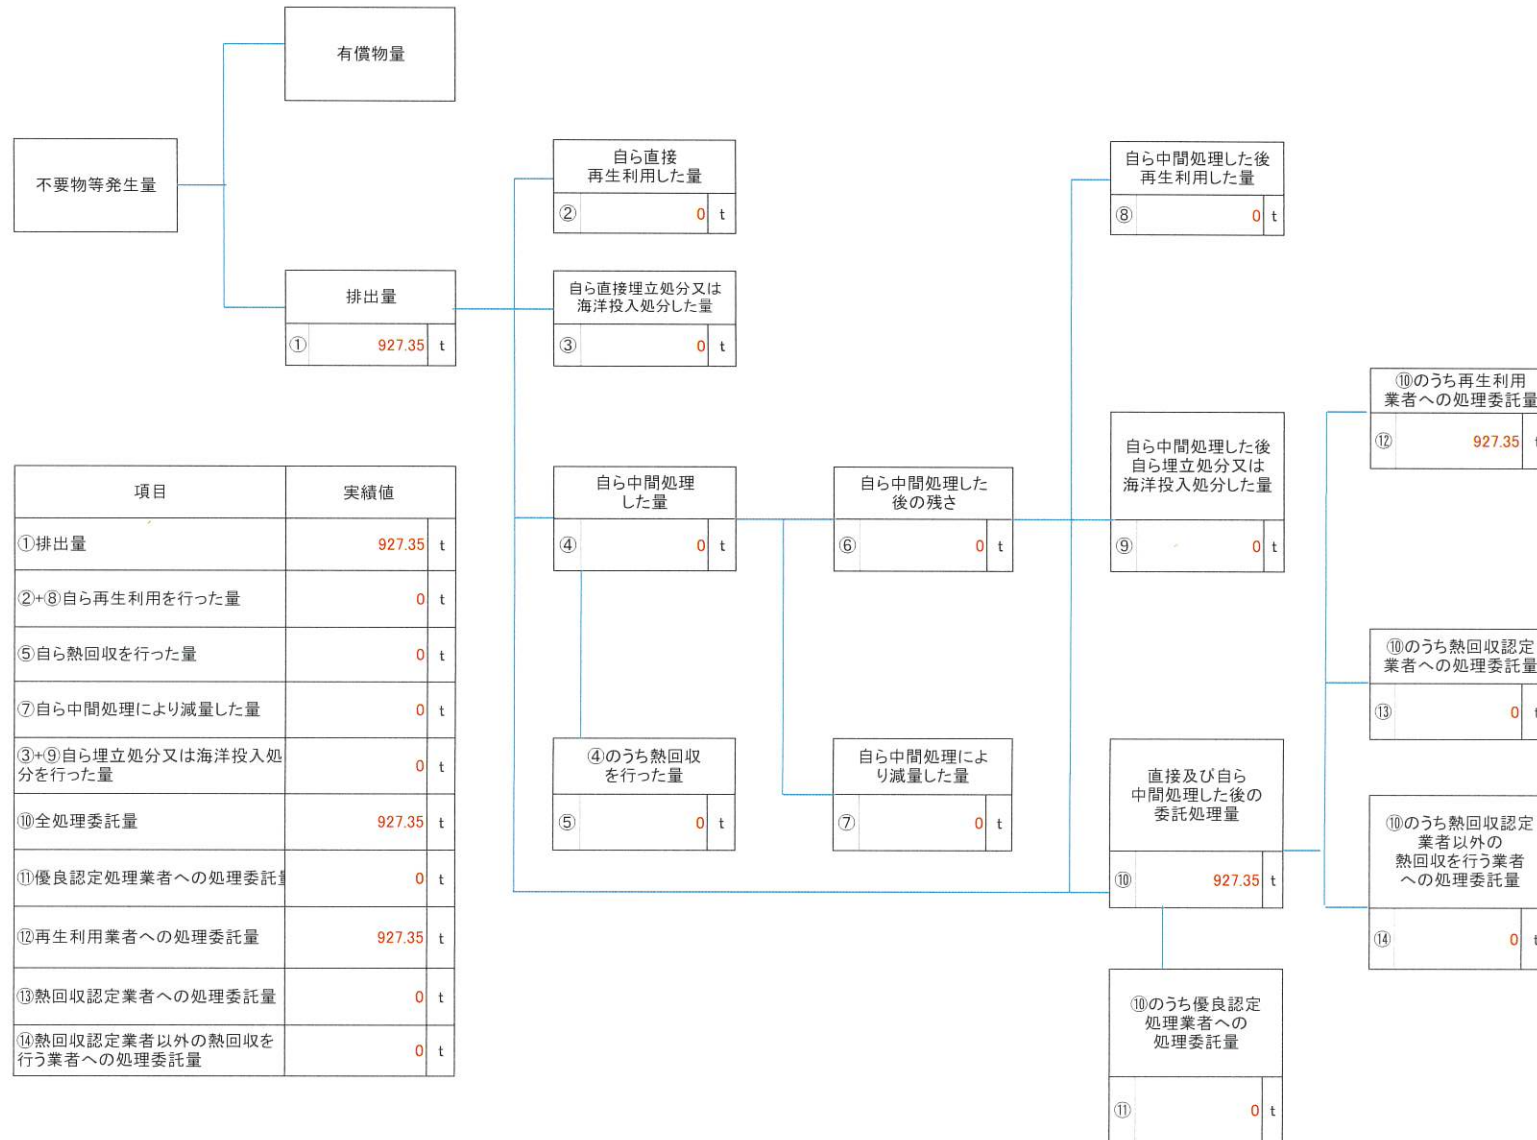 有償物量
不要物等発生量
排出量
① 927.35 t
自ら直接
再生利用した量
② 0 t
自ら直接埋立処分又は
海洋投入処分した量
③ 0 t
自ら中間処理
した量
④ 0 t
④のうち熱回収
を行った量
⑤ 0 t
自ら中間処理した
後の残さ
⑥ 0 t
自ら中間処理によ
り減量した量
⑦ 0 t
自ら中間処理した後
再生利用した量
⑧ 0 t
自ら中間処理した後
自ら埋立処分又は
海洋投入処分した量
⑨ 0 t
直接及び自ら
中間処理した後の
委託処理量
⑩ 927.35 t
⑩のうち優良認定
処理業者への
処理委託量
⑪ 0 t
⑩のうち再生利用
業者への処理委託量
⑫ 927.35 t
⑩のうち熱回収認定
業者への処理委託量
⑬ 0 t
⑩のうち熱回収認定
業者以外の
熱回収を行う業者
への処理委託量
⑭ 0 t
項目 実績値
①排出量 927.35 t
②+⑧自ら再生利用を行った量 0 t
⑤自ら熱回収を行った量 0 t
⑦自ら中間処理により減量した量 0 t
③+⑨自ら埋立処分又は海洋投入処
分を行った量 0 t
⑩全処理委託量 927.35 t
⑪優良認定処理業者への処理委託 0 t
⑫再生利用業者への処理委託量 927.35 t
⑬熱回収認定業者への処理委託量 0 t
⑭熱回収認定業者以外の熱回収を
行う業者への処理委託量 0 t